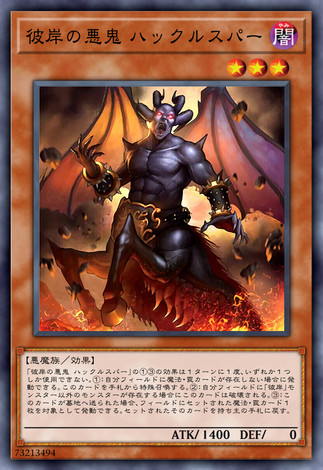 彼岸の悪鬼 ハックルスパー
やみ
闇
【悪魔族/効果】
「彼岸の悪鬼 ハックルスパー」の①③の効果は1ターンに1度、いずれか1つ
しか使用できない。①:自分フィールドに魔法・罠カードが存在しない場合に発
動できる。このカードを手札から特殊召喚する。②:自分フィールドに「彼岸」モ
ンスター以外のモンスターが存在する場合にこのカードは破壊される。③:こ
のカードが墓地へ送られた場合、フィールドにセットされた魔法・罠カード1
枚を対象として発動できる。セットされたそのカードを持ち主の手札に戻す。
ATK/ 1400 DEF/ 0
73213494